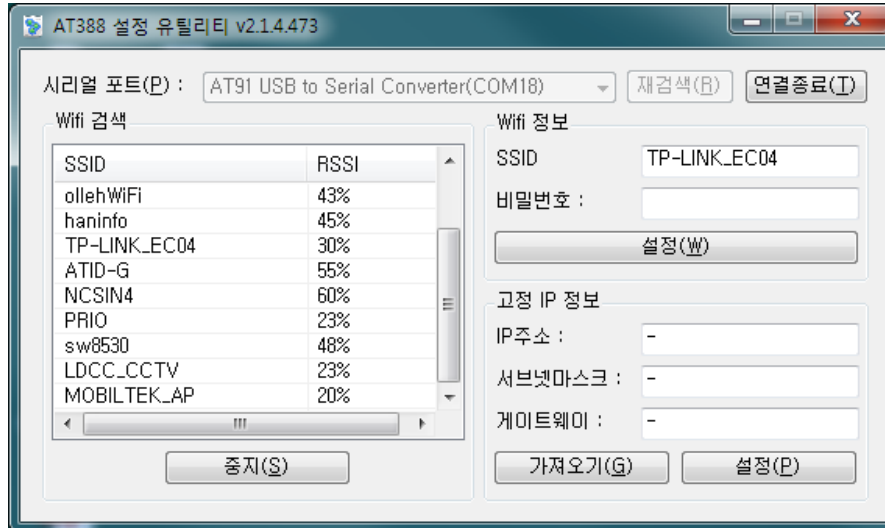 AT388 설정 유틸리티 v2.1.4.473
시리얼 포트(P) : AT91 USB to Serial Converter(COM18) 재검색(R) 연결종료(T)
Wifi 검색
SSID RSSI
ollehWiFi 43%
haninfo 45%
TP-LINK_EC04 30%
ATID-G 55%
NCSIN4 60%
PRIO 23%
sw8530 48%
LDCC_CCTV 23%
MOBILTEK_AP 20%
중지(S)
Wifi 정보
SSID TP-LINK_EC04
비밀번호 :
설정(W)
고정 IP 정보
IP주소 : -
서브넷마스크 : -
게이트웨이 : -
가져오기(G) 설정(P)